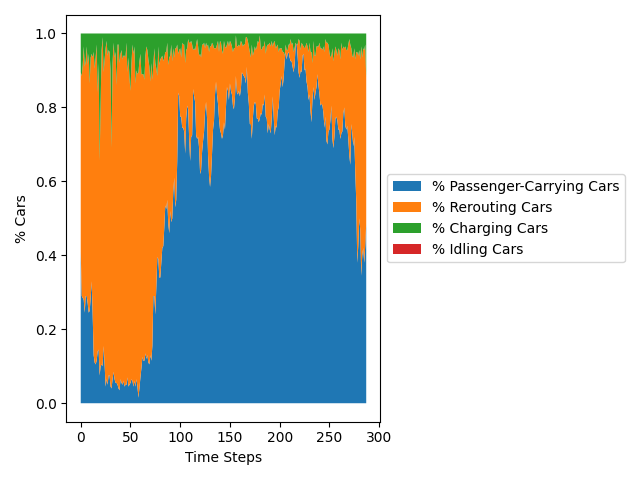 1.0
0.8
0.6
0.4
0.2
0.0
% Cars
0 50 100 150 200 250 300
Time Steps
% Passenger-Carrying Cars
% Rerouting Cars
% Charging Cars
% Idling Cars